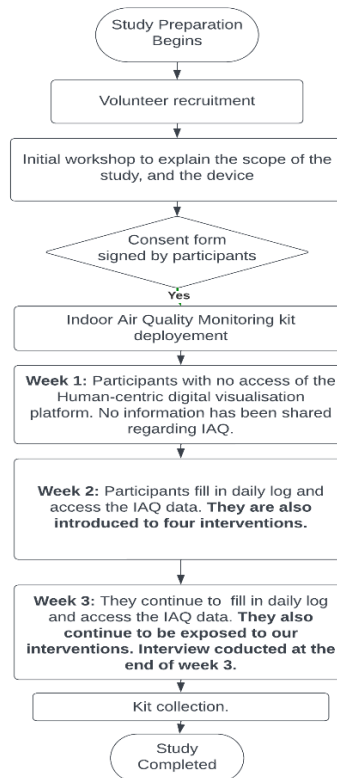 Study Preparation
Begins
Volunteer recruitment
Initial workshop to explain the scope of the
study, and the device
Consent form
signed by participants
Yes
Indoor Air Quality Monitoring kit
deployement
Week 1: Participants with no access of the
Human-centric digital visualisation
platform. No information has been shared
regarding IAQ.
Week 2: Participants fill in daily log and
access the IAQ data. They are also
introduced to four interventions.
Week 3: They continue to fill in daily log
and access the IAQ data. They also
continue to be exposed to our
interventions. Interview coducted at the
end of week 3.
Kit collection.
Study
Completed